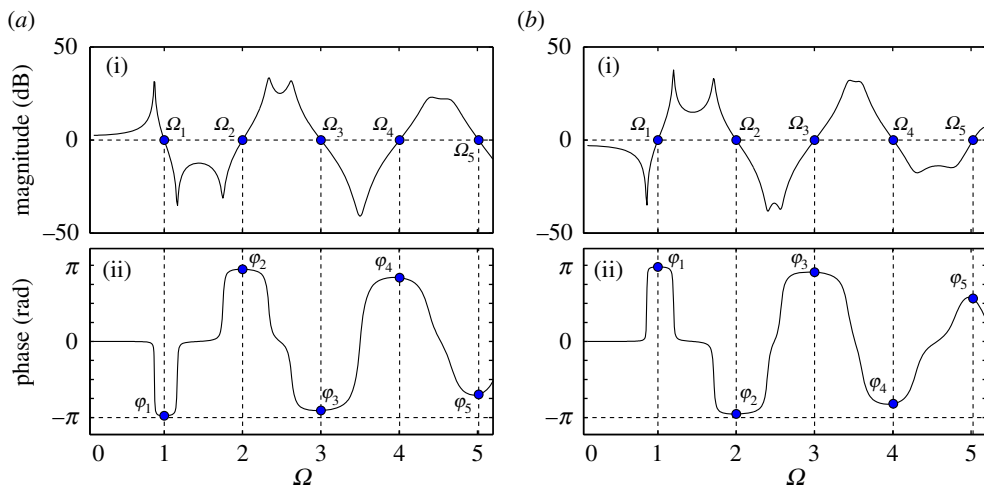 (a)
(b)
magnitude (dB)
50
0
−50
(i)
Ω1
Ω2
Ω3
Ω4
Ω5
50
0
−50
(i)
Ω1
Ω2
Ω3
Ω4
Ω5
phase (rad)
π
0
−π
(ii)
φ1
φ2
φ3
φ4
φ5
0 1 2 3 4 5
Ω
π
0
−π
(ii)
φ1
φ2
φ3
φ4
φ5
0 1 2 3 4 5
Ω